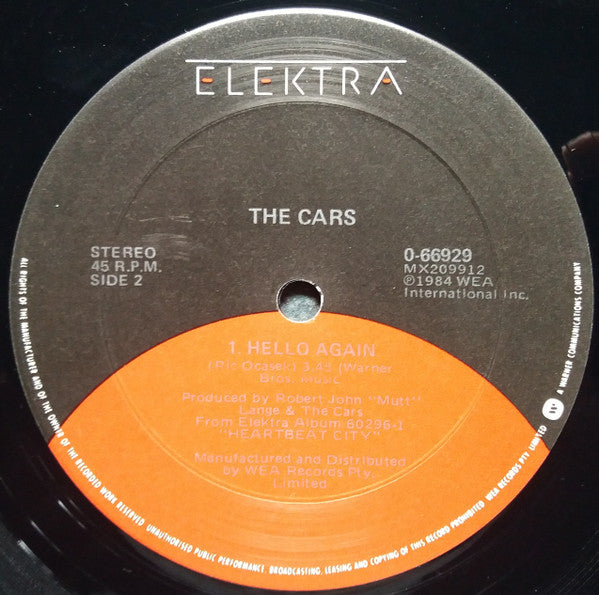 ELEKTRA
THE CARS
STEREO
45 R.P.M.
SIDE 2
0-66929
MX209912
℗1984 WEA
International Inc.
1. HELLO AGAIN
(Ric Ocasek) 3.45 (Warner
Bros. Music
Produced by Robert John "Mutt"
Lange & The Cars
From Elektra Album 60296-1
"HEARTBEAT CITY"
Manufactured and Distributed
by WEA Records Pty.
Limited
ALL RIGHTS OF THE MANUFACTURER AND OF THE OWNER OF THE RECORDED WORK RESERVED UNAUTHORISED PUBLIC PERFORMANCE, BROADCASTING, LEASING AND COPYING OF THIS RECORD PROHIBITED WEA RECORDS PTY. LIMITED
A WARNER COMMUNICATIONS COMPANY